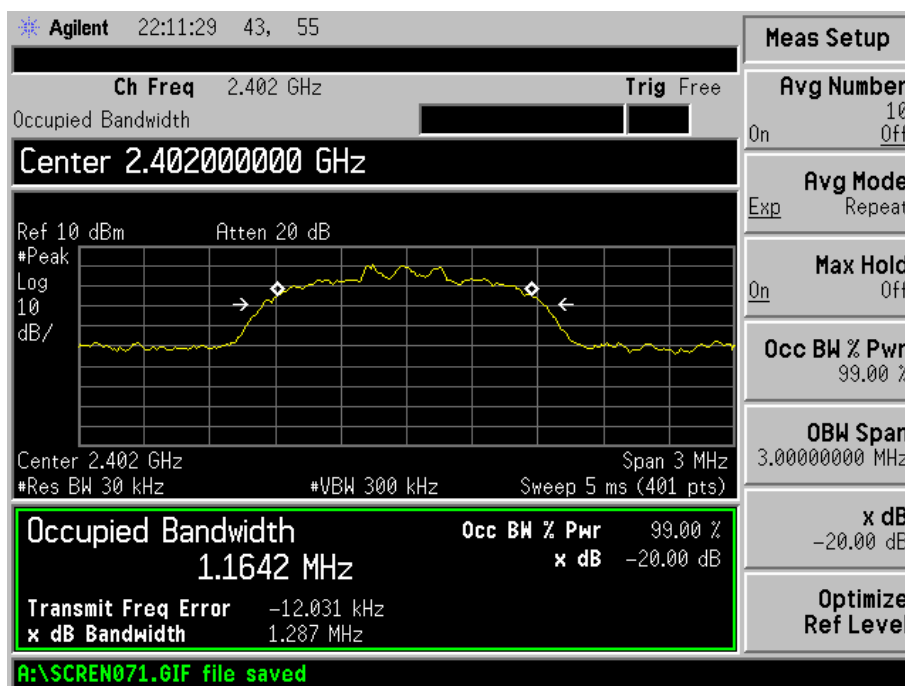 Agilent 22:11:29 43, 55
Ch Freq 2.402 GHz Trig Free
Occupied Bandwidth
Center 2.402000000 GHz
Ref 10 dBm Atten 20 dB
#Peak
Log
10
dB/
Center 2.402 GHz Span 3 MHz
#Res BW 30 kHz #VBW 300 kHz Sweep 5 ms (401 pts)
Occupied Bandwidth Occ BW % Pwr 99.00 %
1.1642 MHz x dB -20.00 dB
Transmit Freq Error -12.031 kHz
x dB Bandwidth 1.287 MHz
A:\SCREN071.GIF file saved
Meas Setup
Avg Number
10
On Off
Avg Mode
Exp Repeat
Max Hold
On Off
Occ BW % Pwr
99.00 %
OBW Span
3.00000000 MHz
x dB
-20.00 dB
Optimize
Ref Level